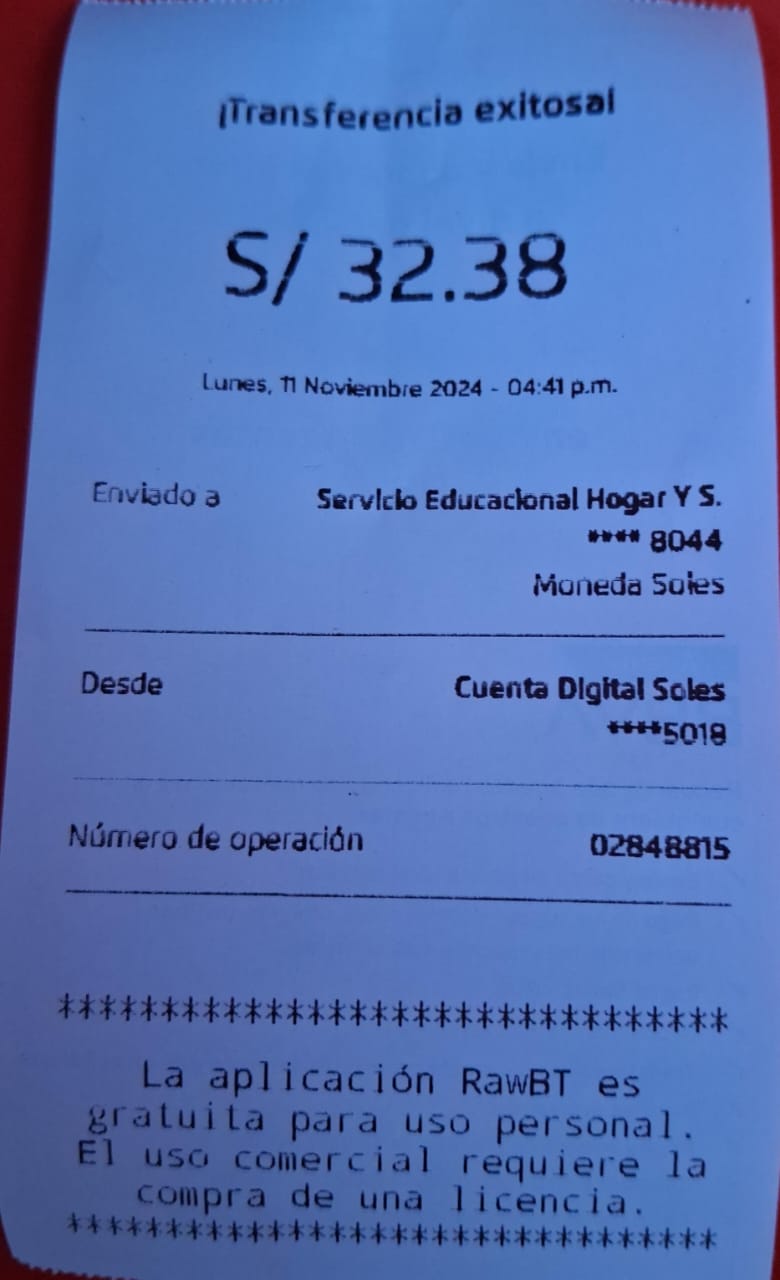 ¡Transferencia exitosa!
S/ 32.38
Lunes, 11 Noviembre 2024 - 04:41 p.m.
Enviado a Servicio Educacional Hogar Y S.
**** 8044
Moneda Soles
Desde Cuenta Digital Soles
****5018
Número de operación 02848815
********************************
La aplicación RawBT es
gratuita para uso personal.
El uso comercial requiere la
compra de una licencia.
********************************